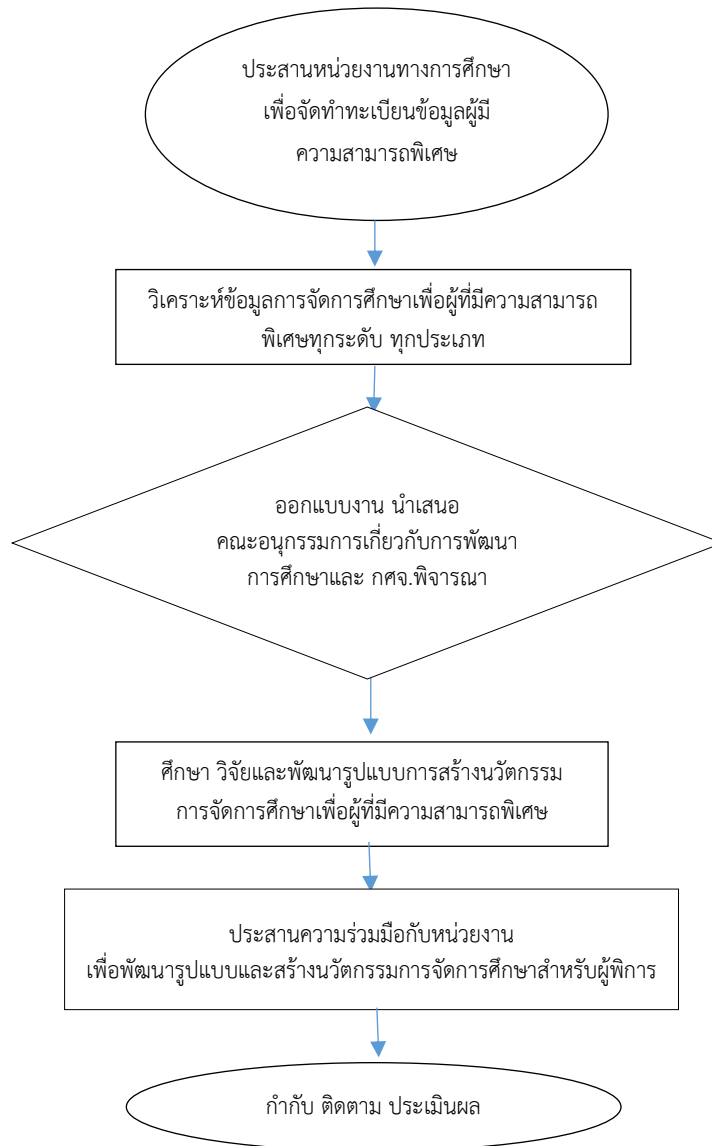 ประสานหน่วยงานทางการศึกษา
เพื่อจัดทำทะเบียนข้อมูลผู้มี
ความสามารถพิเศษ
วิเคราะห์ข้อมูลการจัดการศึกษาเพื่อผู้ที่มีความสามารถ
พิเศษทุกระดับ ทุกประเภท
ออกแบบงาน นำเสนอ
คณะอนุกรรมการเกี่ยวกับการพัฒนา
การศึกษาและ กศจ.พิจารณา
ศึกษา วิจัยและพัฒนารูปแบบการสร้างนวัตกรรม
การจัดการศึกษาเพื่อผู้ที่มีความสามารถพิเศษ
ประสานความร่วมมือกับหน่วยงาน
เพื่อพัฒนารูปแบบและสร้างนวัตกรรมการจัดการศึกษาสำหรับผู้พิการ
กำกับ ติดตาม ประเมินผล